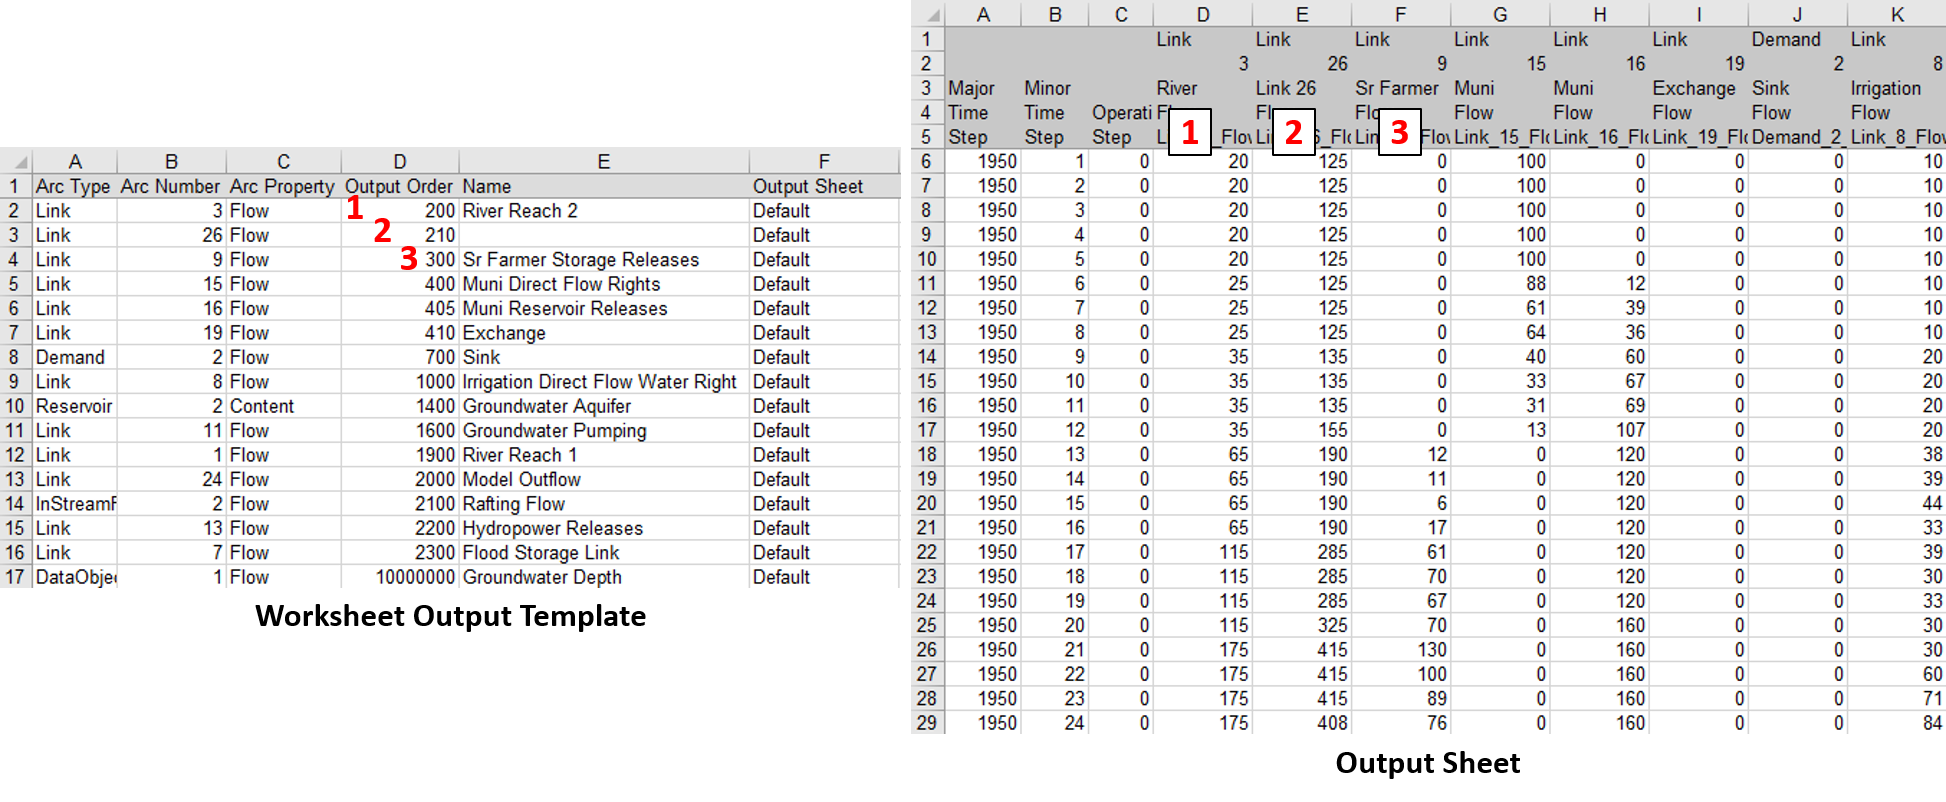 A B C D E F
1 Arc Type Arc Number Arc Property Output Order Name Output Sheet
2 Link 3 Flow 1 200 River Reach 2 Default
3 Link 26 Flow 2 210 Default
4 Link 9 Flow 3 300 Sr Farmer Storage Releases Default
5 Link 15 Flow 400 Muni Direct Flow Rights Default
6 Link 16 Flow 405 Muni Reservoir Releases Default
7 Link 19 Flow 410 Exchange Default
8 Demand 2 Flow 700 Sink Default
9 Link 8 Flow 1000 Irrigation Direct Flow Water Right Default
10 Reservoir 2 Content 1400 Groundwater Aquifer Default
11 Link 11 Flow 1600 Groundwater Pumping Default
12 Link 1 Flow 1900 River Reach 1 Default
13 Link 24 Flow 2000 Model Outflow Default
14 InStreamF 2 Flow 2100 Rafting Flow Default
15 Link 13 Flow 2200 Hydropower Releases Default
16 Link 7 Flow 2300 Flood Storage Link Default
17 DataObje 1 Flow 10000000 Groundwater Depth Default
Worksheet Output Template
A B C D E F G H I J K
1 Link Link Link Link Link Link Demand Link
2 3 26 9 15 16 19 2 8
3 Major Minor River Link 26 Sr Farmer Muni Muni Exchange Sink Irrigation
4 Time Time Operati Fl Fl Flo Flow Flow Flow Flow Flow
1 2 3
5 Step Step Step L _Flow Lin 6_Flo Lin Flow Link_15_Flo Link_16_Flo Link_19_Flo Demand_2_ Link_8_Flow
6 1950 1 0 20 125 0 100 0 0 0 10
7 1950 2 0 20 125 0 100 0 0 0 10
8 1950 3 0 20 125 0 100 0 0 0 10
9 1950 4 0 20 125 0 100 0 0 0 10
10 1950 5 0 20 125 0 100 0 0 0 10
11 1950 6 0 25 125 0 88 12 0 0 10
12 1950 7 0 25 125 0 61 39 0 0 10
13 1950 8 0 25 125 0 64 36 0 0 10
14 1950 9 0 35 135 0 40 60 0 0 20
15 1950 10 0 35 135 0 33 67 0 0 20
16 1950 11 0 35 135 0 31 69 0 0 20
17 1950 12 0 35 155 0 13 107 0 0 20
18 1950 13 0 65 190 12 0 120 0 0 38
19 1950 14 0 65 190 11 0 120 0 0 39
20 1950 15 0 65 190 6 0 120 0 0 44
21 1950 16 0 65 190 17 0 120 0 0 33
22 1950 17 0 115 285 61 0 120 0 0 39
23 1950 18 0 115 285 70 0 120 0 0 30
24 1950 19 0 115 285 67 0 120 0 0 33
25 1950 20 0 115 325 70 0 160 0 0 30
26 1950 21 0 175 415 130 0 160 0 0 30
27 1950 22 0 175 415 100 0 160 0 0 60
28 1950 23 0 175 415 89 0 160 0 0 71
29 1950 24 0 175 408 76 0 160 0 0 84
Output Sheet